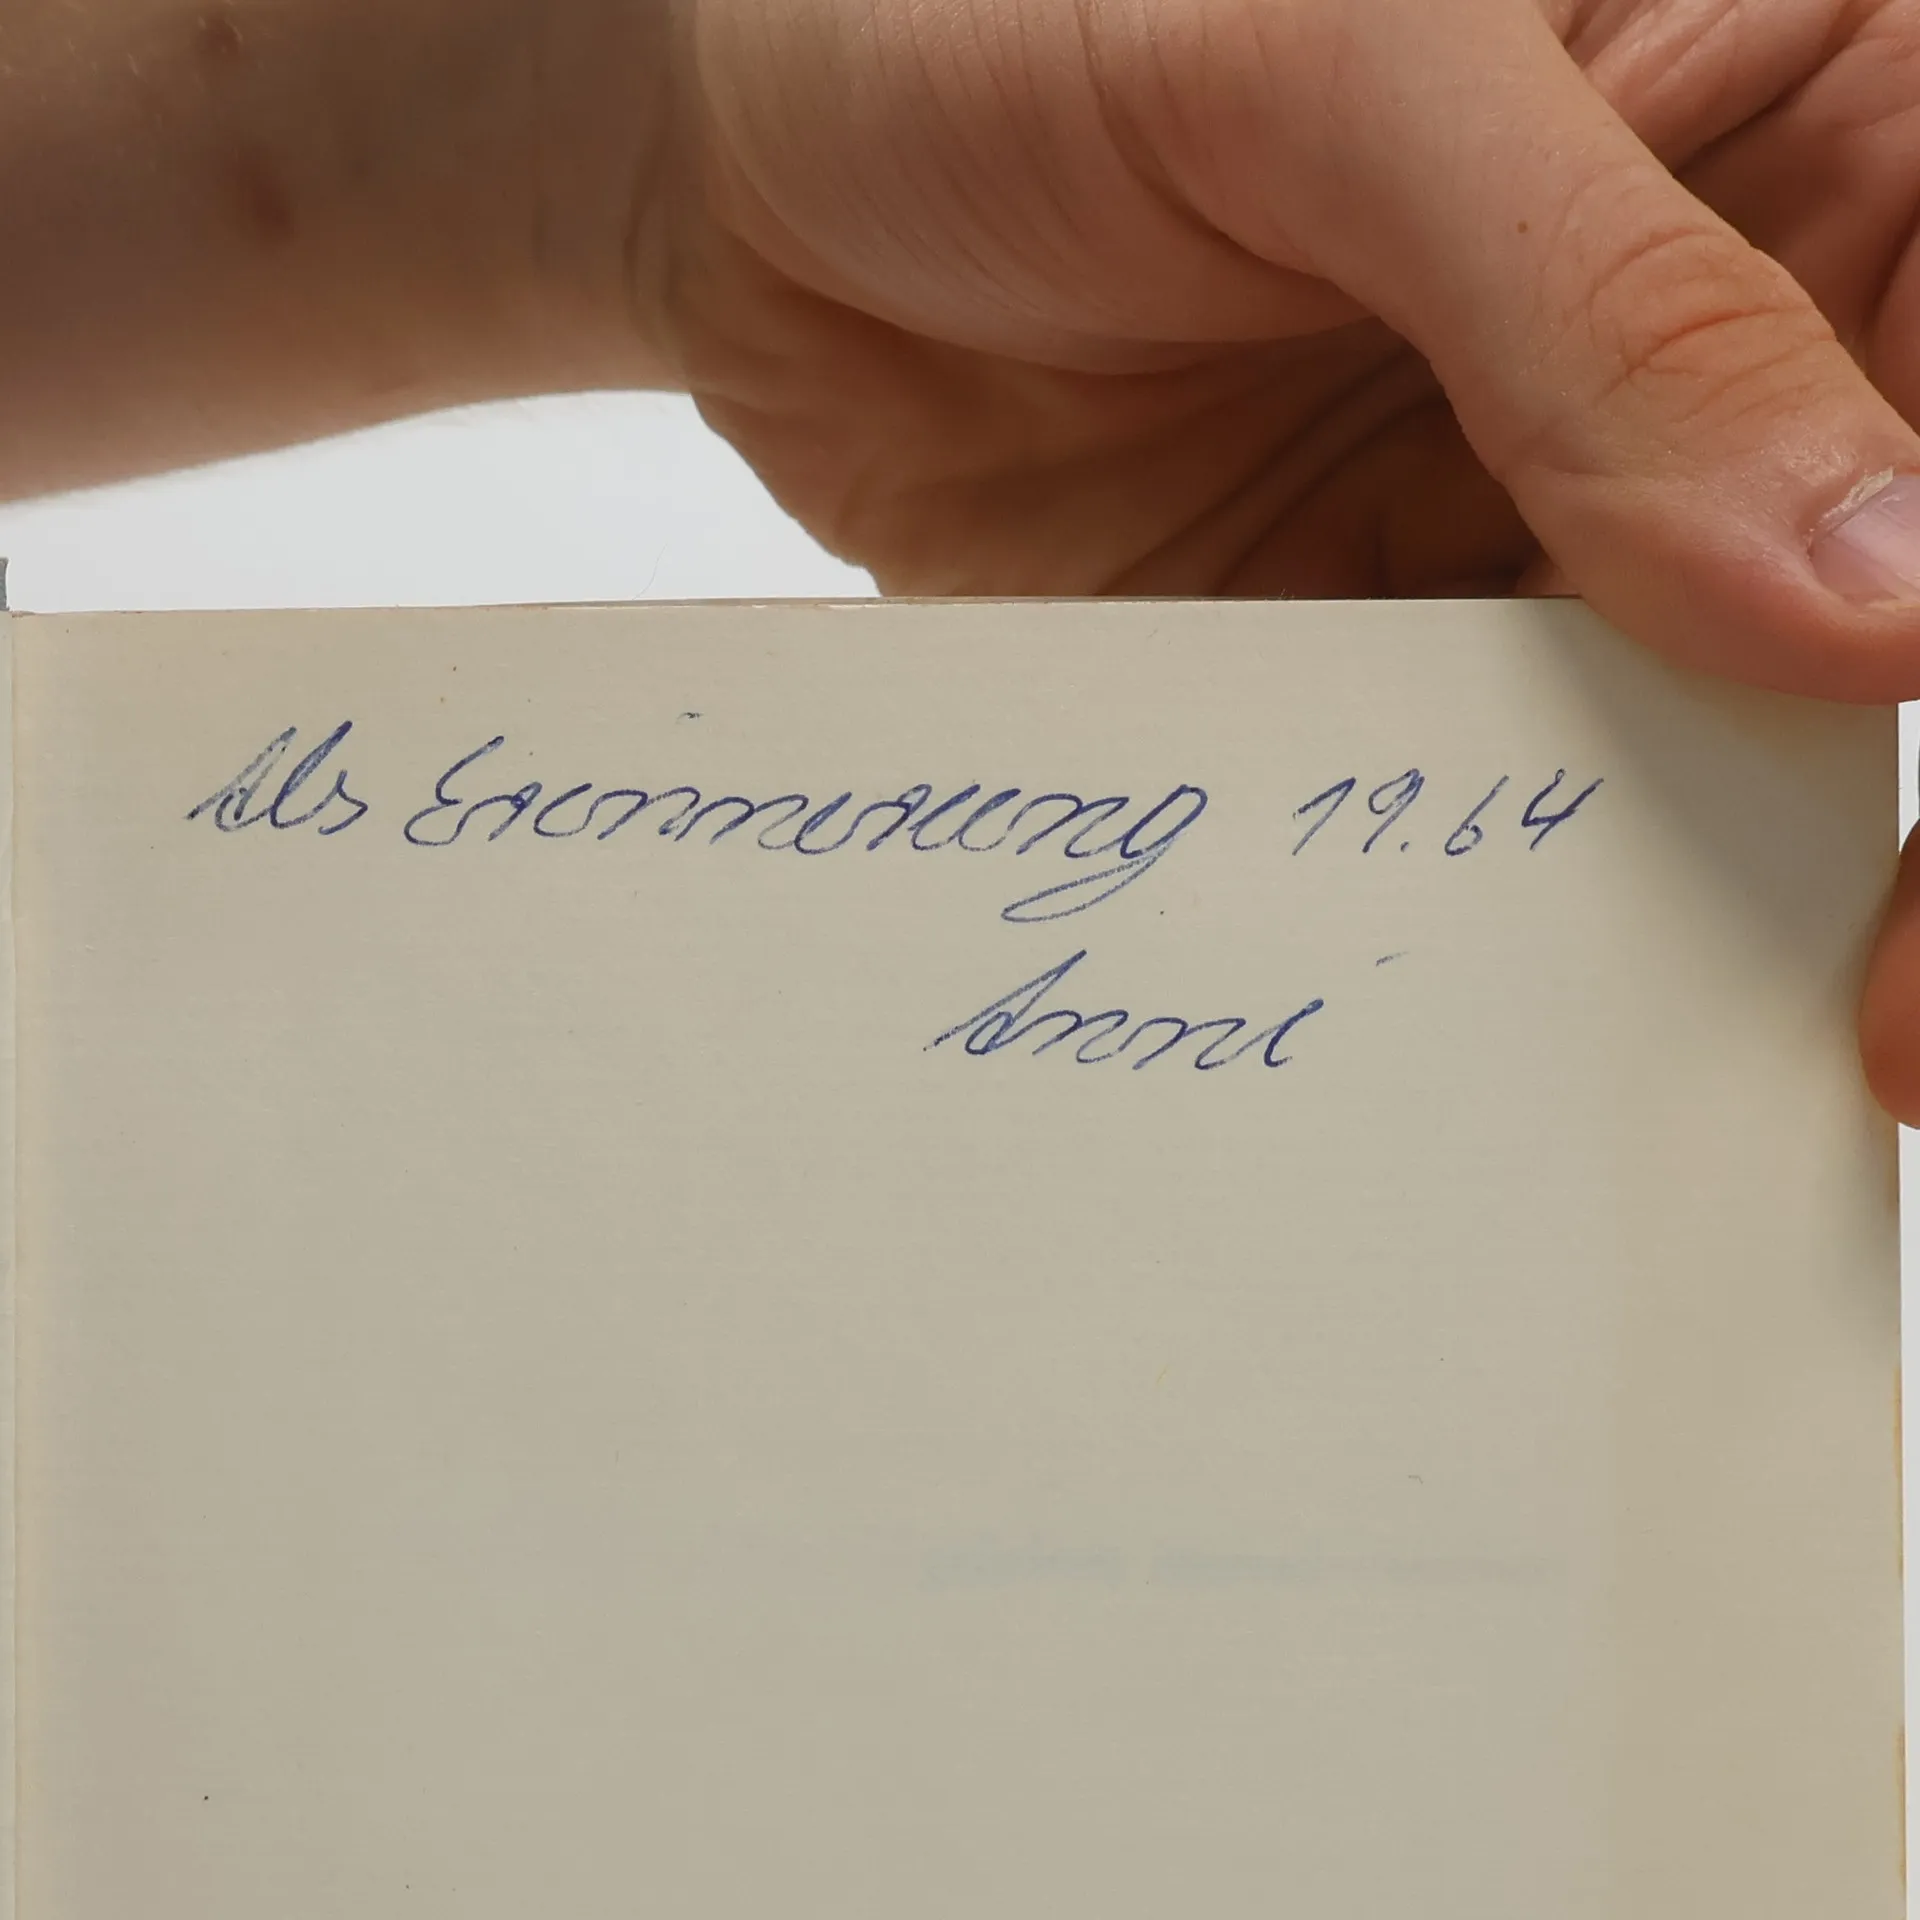 Als Erinnerung 19.64
Anni